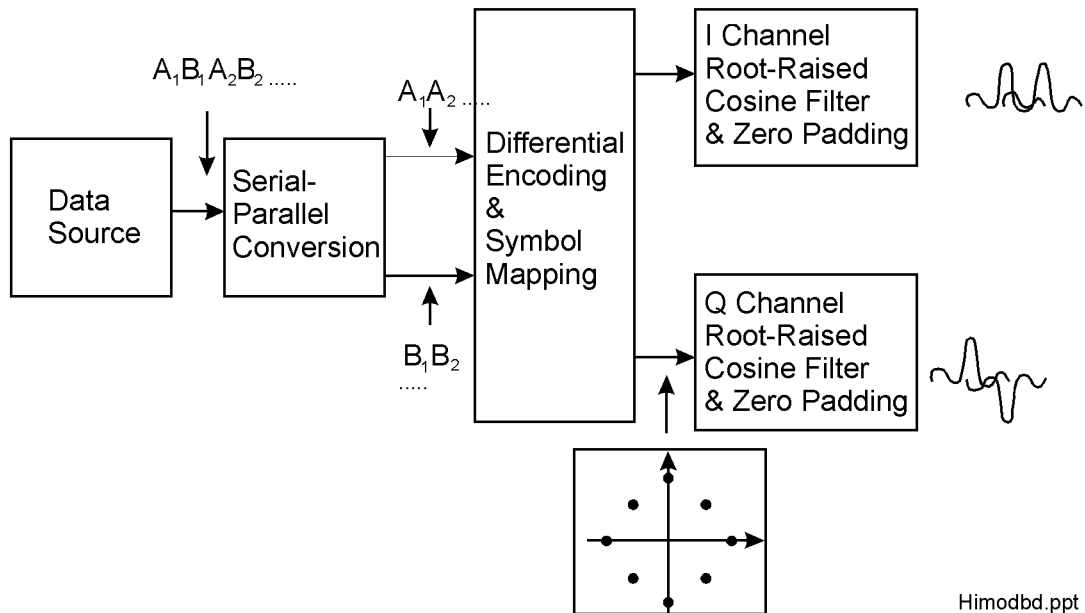 A₁B₁A₂B₂ .....
Data
Source
Serial-
Parallel
Conversion
A₁A₂ .....
B₁B₂
.....
Differential
Encoding
&
Symbol
Mapping
I Channel
Root-Raised
Cosine Filter
& Zero Padding
Q Channel
Root-Raised
Cosine Filter
& Zero Padding
Himodbd.ppt